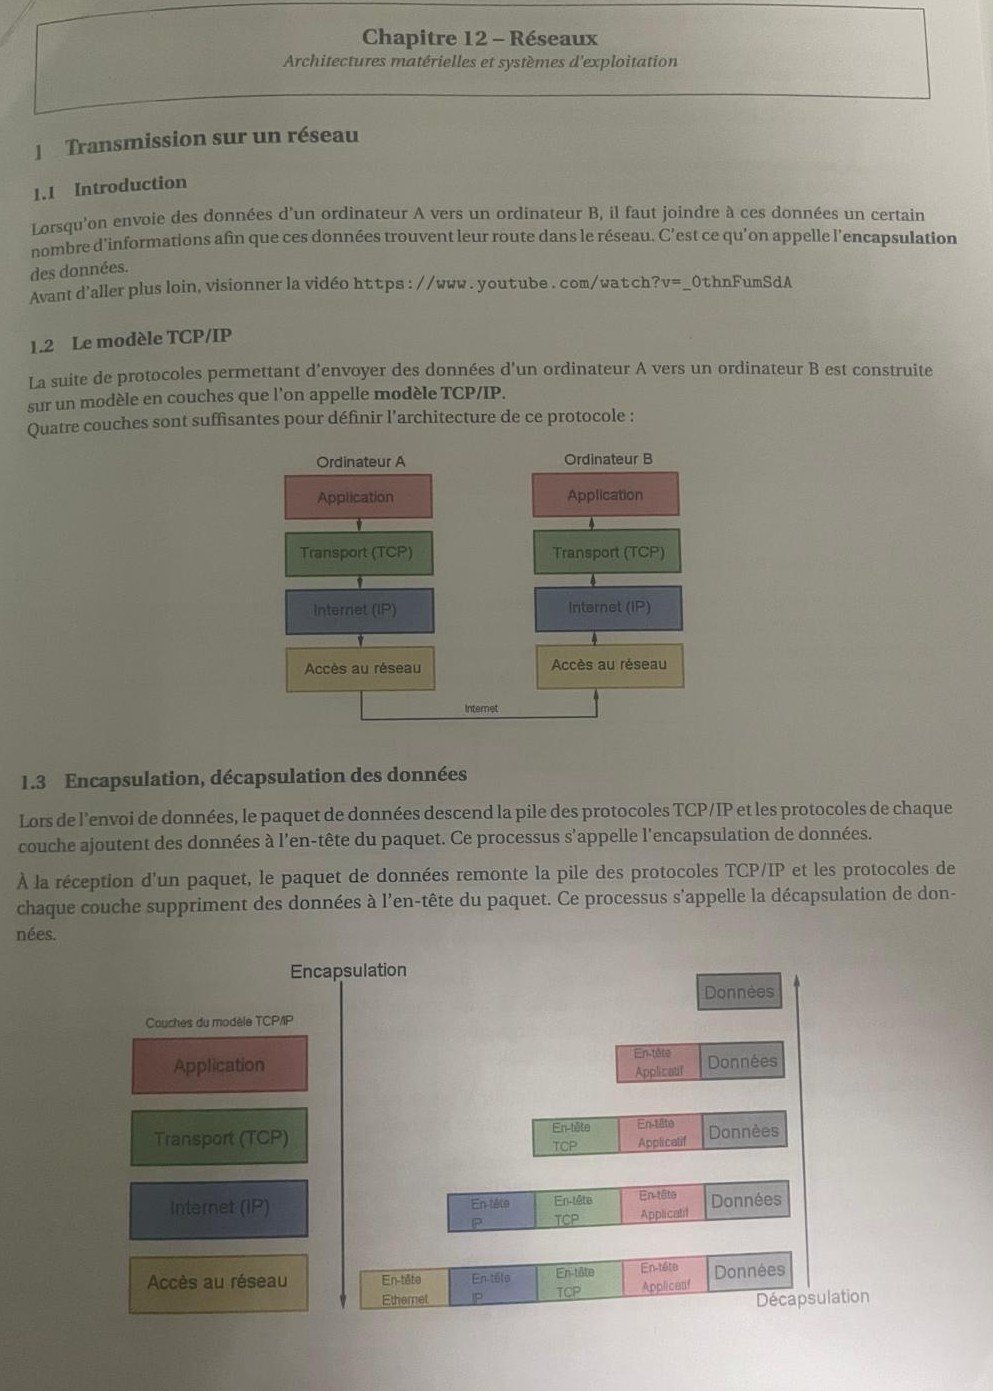 Chapitre 12 – Réseaux
Architectures matérielles et systèmes d'exploitation
1 Transmission sur un réseau
1.1 Introduction
Lorsqu'on envoie des données d'un ordinateur A vers un ordinateur B, il faut joindre à ces données un certain
nombre d'informations afin que ces données trouvent leur route dans le réseau. C'est ce qu'on appelle l'encapsulation
des données.
Avant d'aller plus loin, visionner la vidéo https://www.youtube.com/watch?v=_0thnFumSdA
1.2 Le modèle TCP/IP
La suite de protocoles permettant d'envoyer des données d'un ordinateur A vers un ordinateur B est construite
sur un modèle en couches que l'on appelle modèle TCP/IP.
Quatre couches sont suffisantes pour définir l'architecture de ce protocole :
Ordinateur A Ordinateur B
Application Application
Transport (TCP) Transport (TCP)
Internet (IP) Internet (IP)
Accès au réseau Accès au réseau
Internet
1.3 Encapsulation, décapsulation des données
Lors de l'envoi de données, le paquet de données descend la pile des protocoles TCP/IP et les protocoles de chaque
couche ajoutent des données à l'en-tête du paquet. Ce processus s'appelle l'encapsulation de données.
À la réception d'un paquet, le paquet de données remonte la pile des protocoles TCP/IP et les protocoles de
chaque couche suppriment des données à l'en-tête du paquet. Ce processus s'appelle la décapsulation de don-
nées.
Encapsulation
Données
Couches du modèle TCP/IP
Application
En-tête Applicatif Données
Transport (TCP)
En-tête TCP En-tête Applicatif Données
Internet (IP)
En-tête IP En-tête TCP En-tête Applicatif Données
Accès au réseau
En-tête Ethernet En-tête IP En-tête TCP En-tête Applicatif Données
Décapsulation